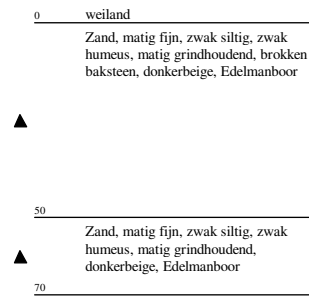 0 weiland
Zand, matig fijn, zwak siltig, zwak
humeus, matig grindhoudend, brokken
baksteen, donkerbeige, Edelmanboor
50
Zand, matig fijn, zwak siltig, zwak
humeus, matig grindhoudend,
donkerbeige, Edelmanboor
70